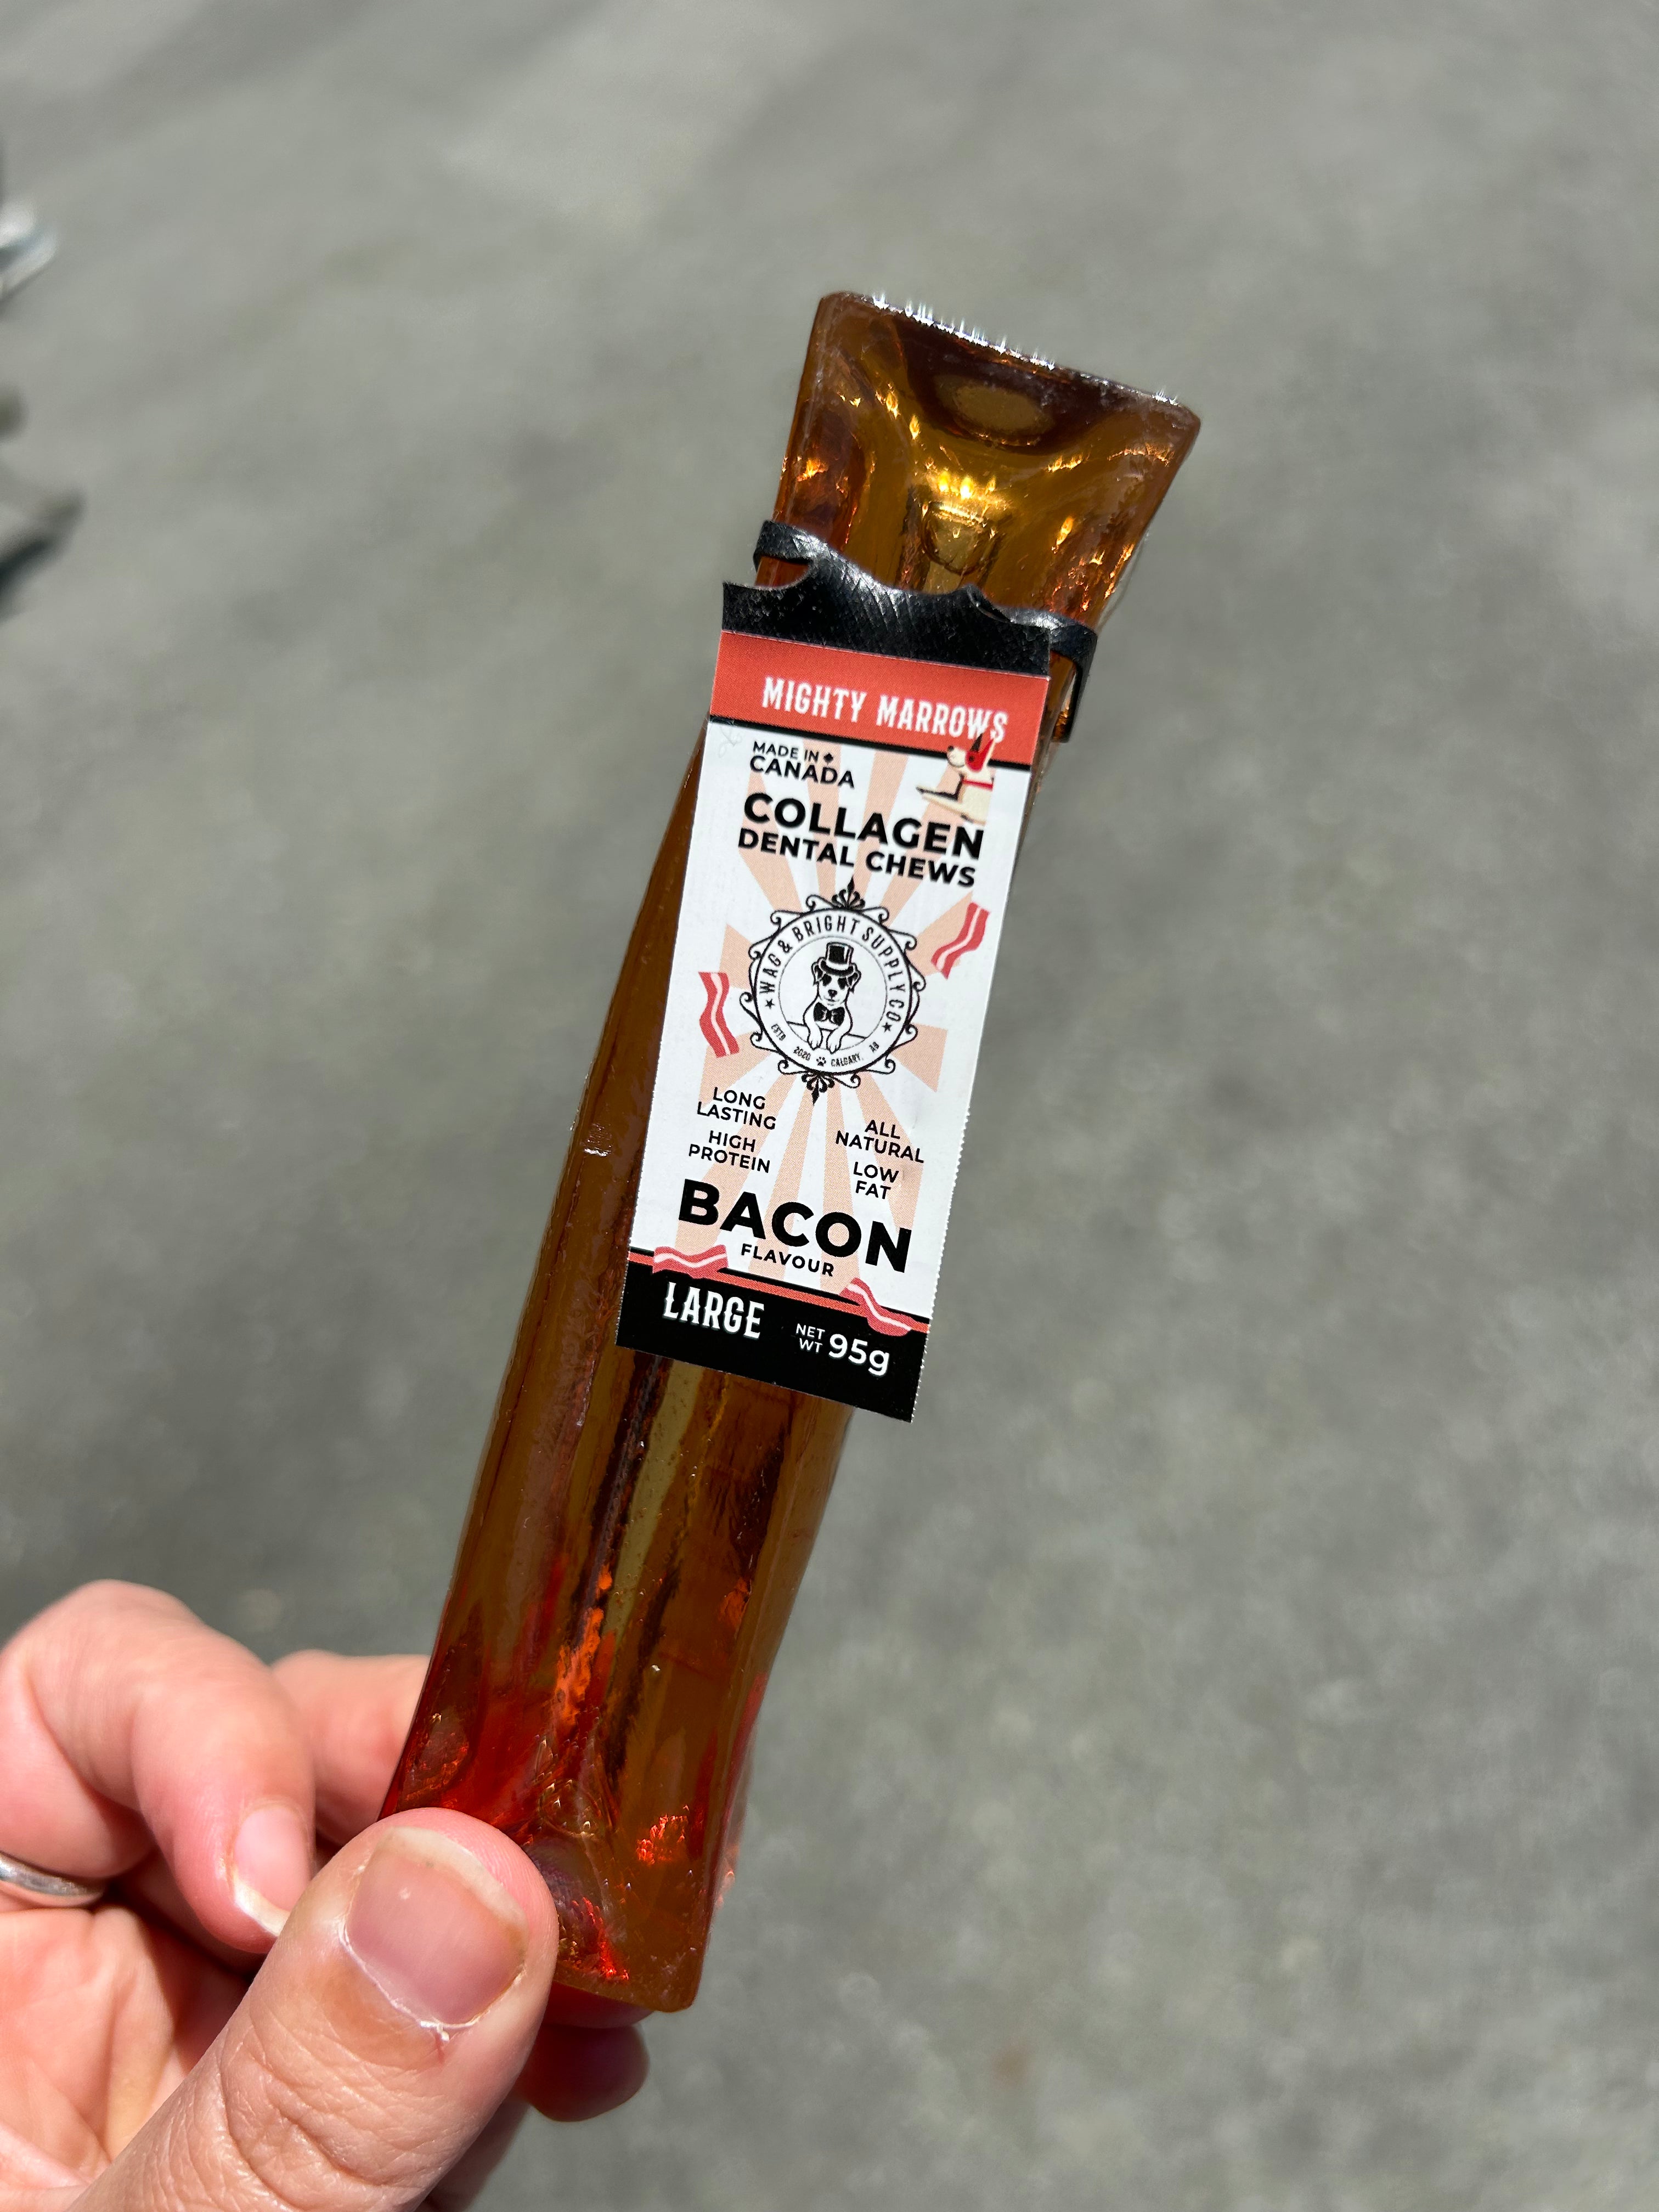 MIGHTY MARROWS
MADE IN
CANADA
COLLAGEN
DENTAL CHEWS
WAG & BRIGHT SUPPLY CO
ESTB 2020 CALGARY, AB
LONG
LASTING
HIGH
PROTEIN
ALL
NATURAL
LOW
FAT
BACON
FLAVOUR
LARGE
NET
WT 95g